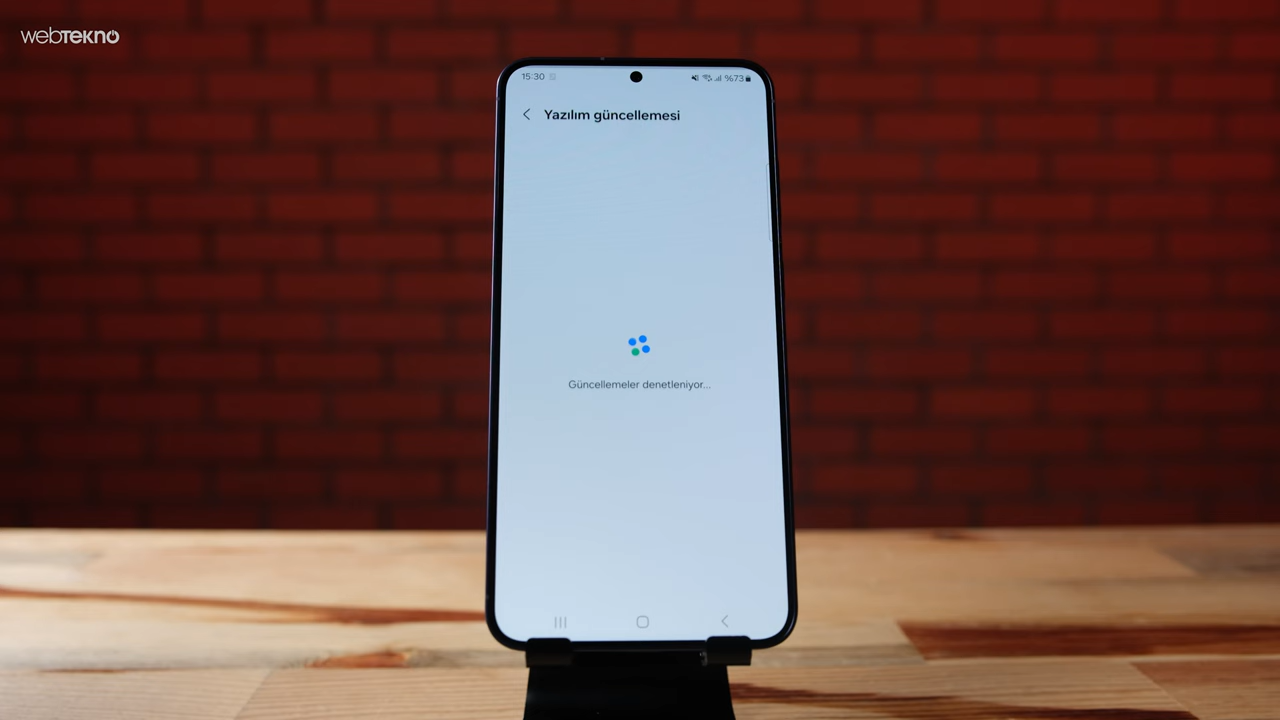 webtekno
15:30
%73
Yazılım güncellemesi
Güncellemeler denetleniyor...